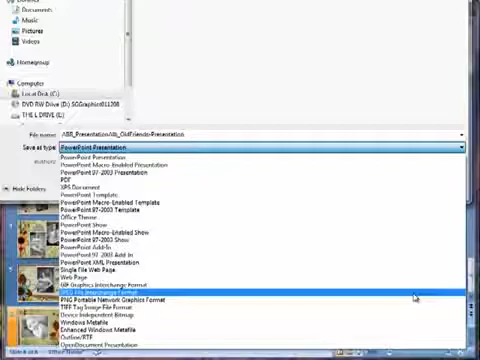 Documents
Music
Pictures
Videos
Homegroup
Computer
Local Disk (C:)
DVD RW Drive (D:) SGGraphics011208
THE L DRIVE (E:)
File name:
Save as type: PowerPoint Presentation
Authors:
Hide Folders
PowerPoint Presentation
PowerPoint Macro-Enabled Presentation
PowerPoint 97-2003 Presentation
PDF
XPS Document
PowerPoint Template
PowerPoint Macro-Enabled Template
PowerPoint 97-2003 Template
Office Theme
PowerPoint Show
PowerPoint Macro-Enabled Show
PowerPoint 97-2003 Show
PowerPoint Add-In
PowerPoint 97-2003 Add-In
PowerPoint XML Presentation
Single File Web Page
Web Page
GIF Graphics Interchange Format
JPEG File Interchange Format
PNG Portable Network Graphics Format
TIFF Tag Image File Format
Device Independent Bitmap
Windows Metafile
Enhanced Windows Metafile
Outline/RTF
OpenDocument Presentation
"Office Theme"